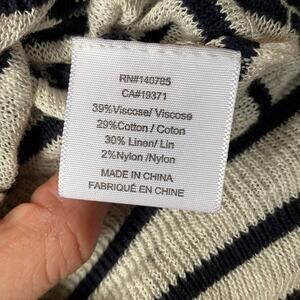 RN#140785
CA#19371
39%Viscose/ Viscose
29%Cotton/ Coton
30% Linen/ Lin
2%Nylon /Nylon
MADE IN CHINA
FABRIQUÉ EN CHINE